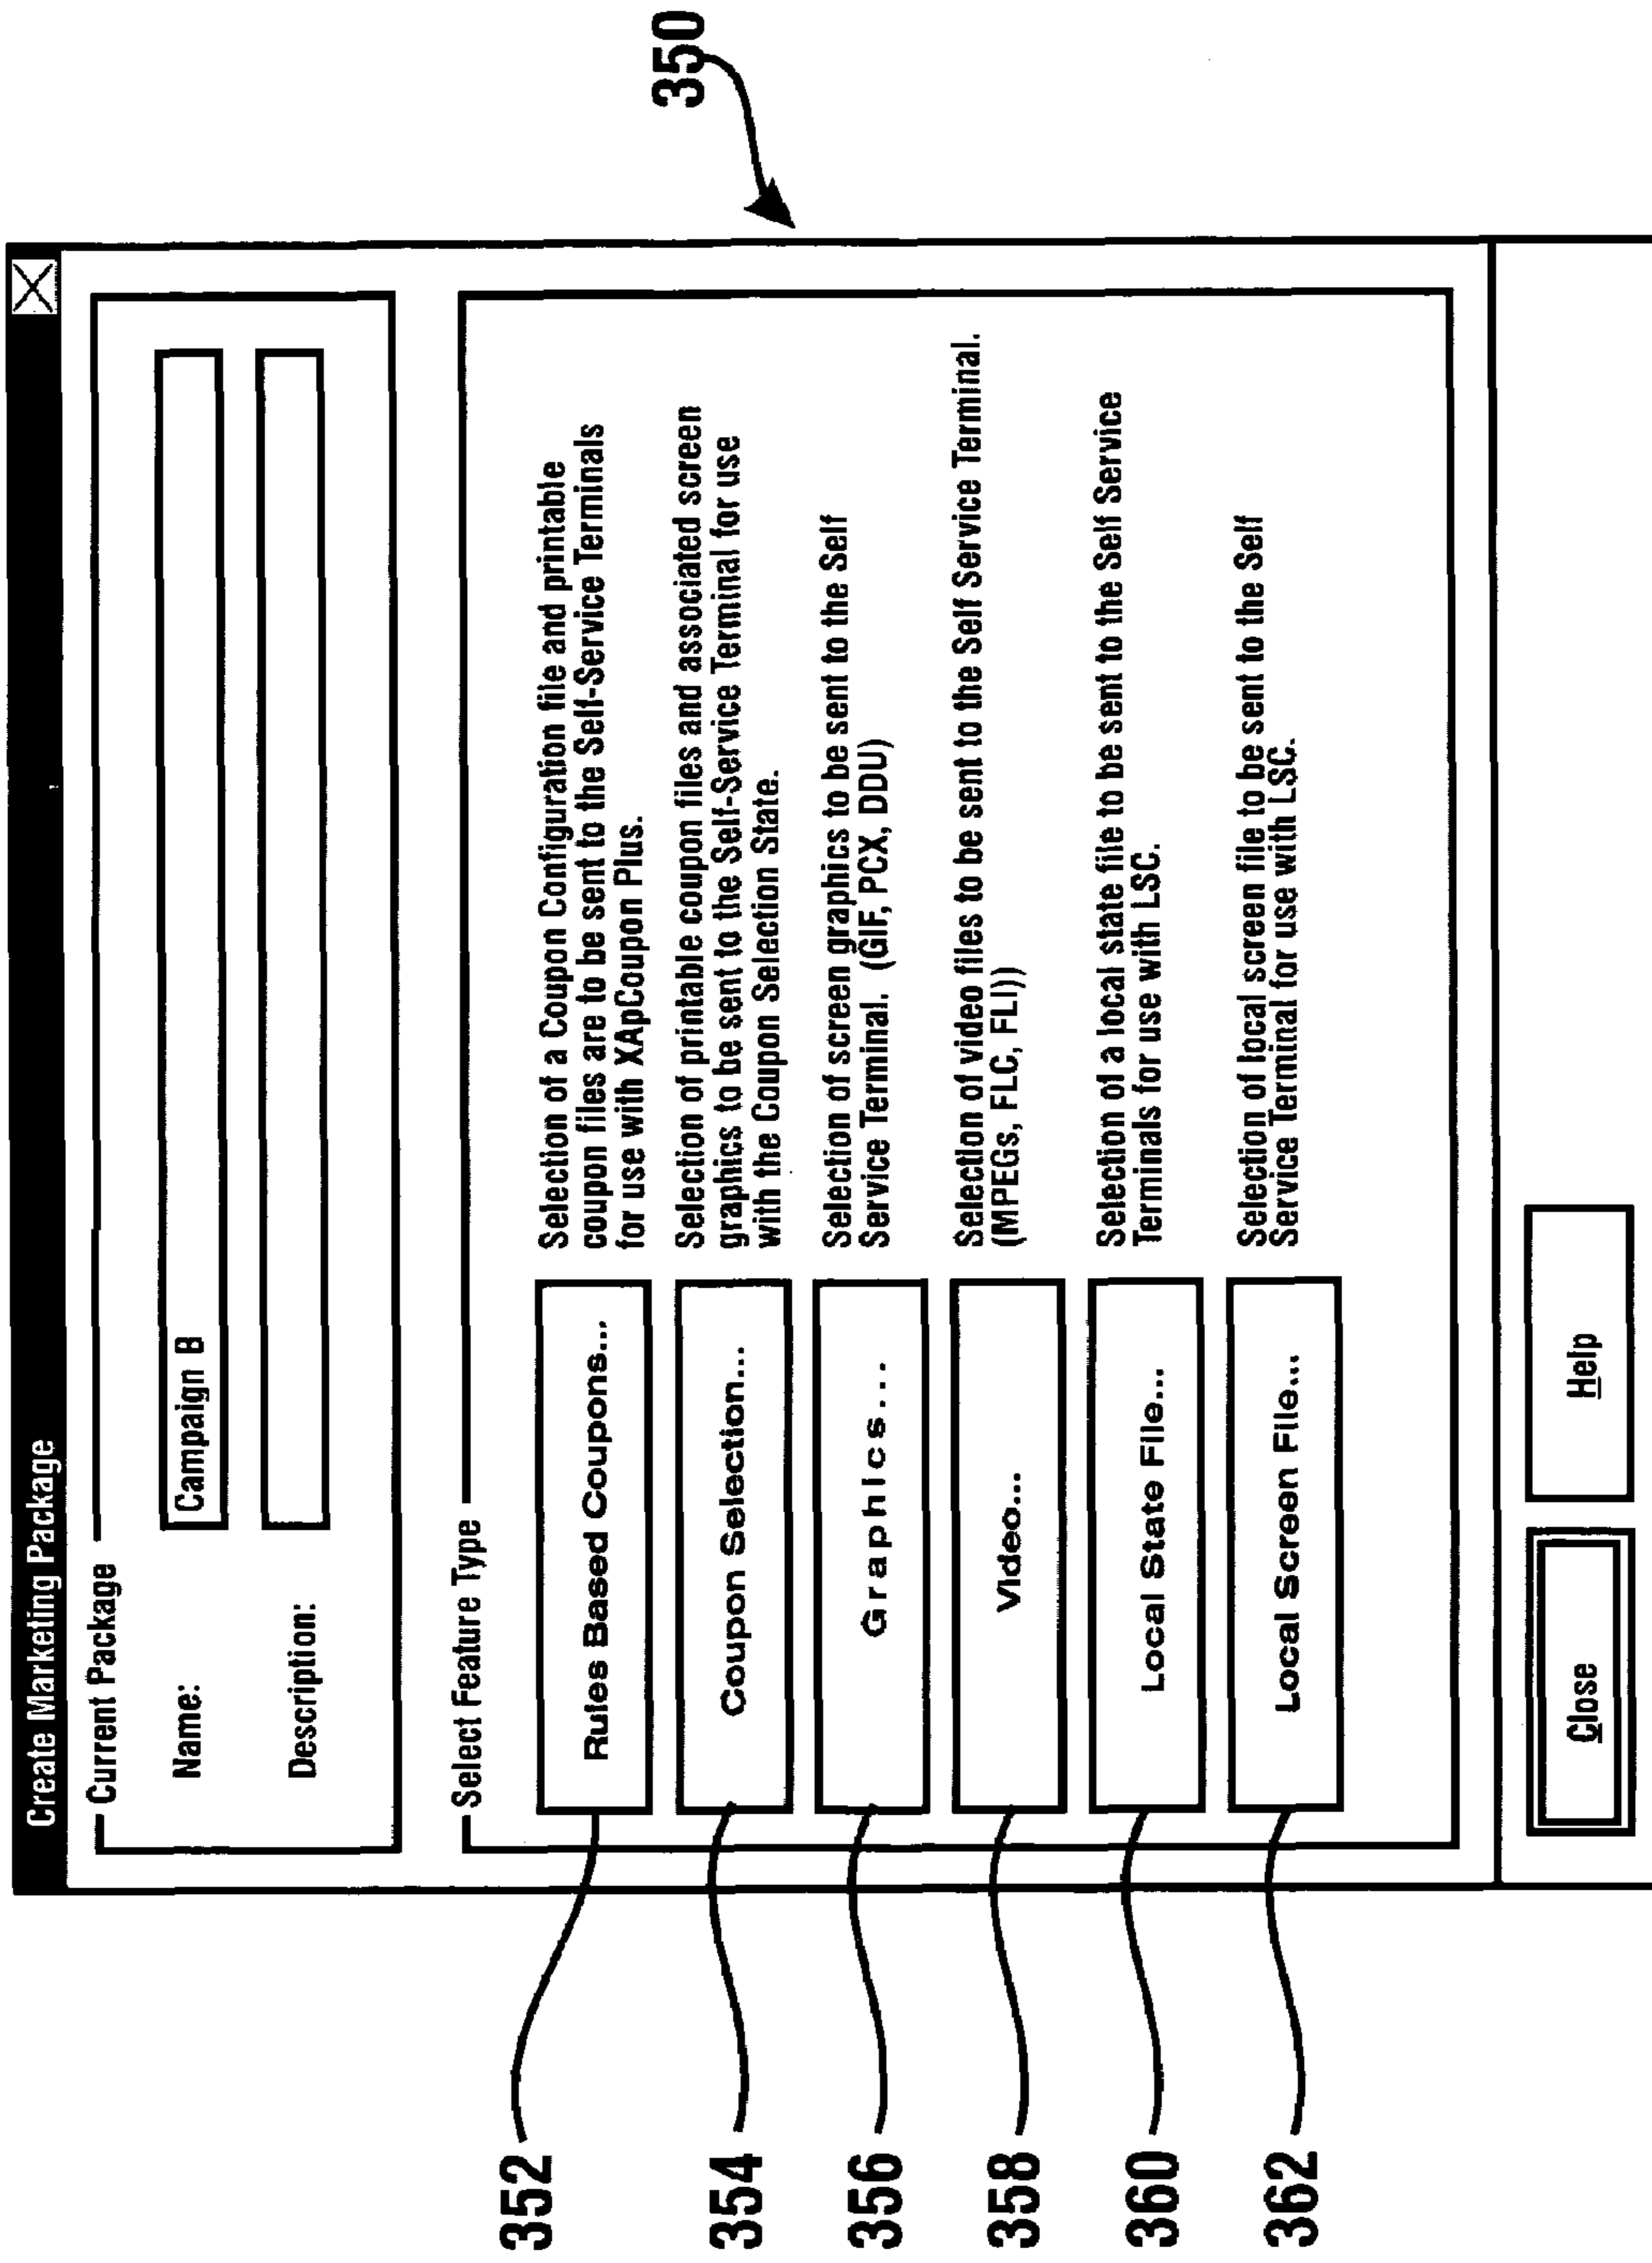 350
Create Marketing Package
Current Package
Name:
Campaign B
Description:
Select Feature Type
352
Rules Based Coupons...
Selection of a Coupon Configuration file and printable
coupon files are to be sent to the Self-Service Terminals
for use with XApCoupon Plus.
354
Coupon Selection...
Selection of printable coupon files and associated screen
graphics to be sent to the Self-Service Terminal for use
with the Coupon Selection State.
356
Graphics...
Selection of screen graphics to be sent to the Self
Service Terminal. (GIF, PCX, DDU)
358
Video...
Selection of video files to be sent to the Self Service Terminal.
(MPEGs, FLC, FLI))
360
Local State File...
Selection of a local state file to be sent to the Self Service
Terminals for use with LSC.
362
Local Screen File...
Selection of local screen file to be sent to the Self
Service Terminal for use with LSC.
Close
Help